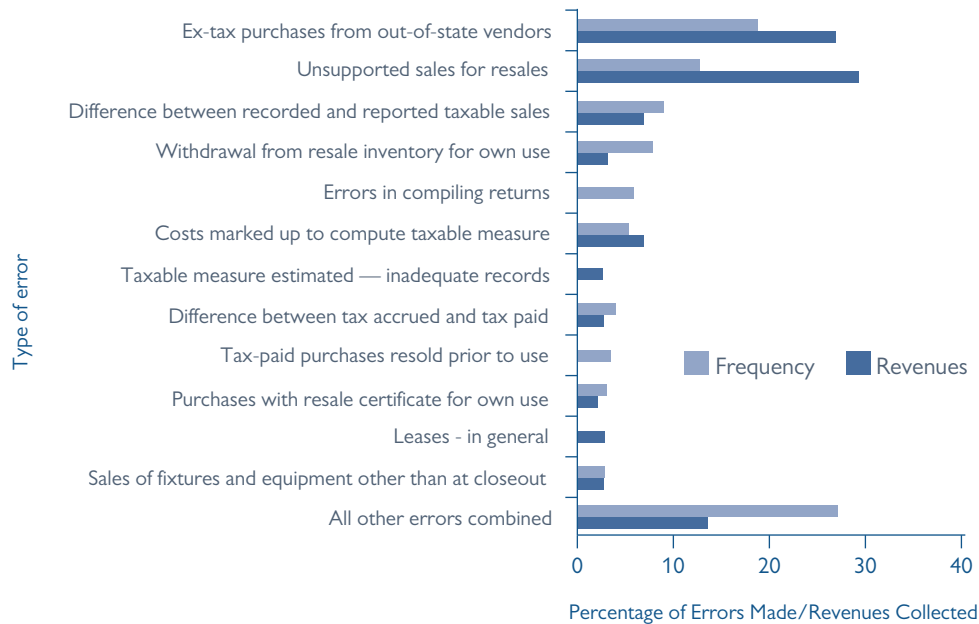 Ex-tax purchases from out-of-state vendors
Unsupported sales for resales
Difference between recorded and reported taxable sales
Withdrawal from resale inventory for own use
Errors in compiling returns
Costs marked up to compute taxable measure
Taxable measure estimated — inadequate records
Difference between tax accrued and tax paid
Tax-paid purchases resold prior to use
Purchases with resale certificate for own use
Leases - in general
Sales of fixtures and equipment other than at closeout
All other errors combined
Type of error
Frequency
Revenues
0 10 20 30 40
Percentage of Errors Made/Revenues Collected